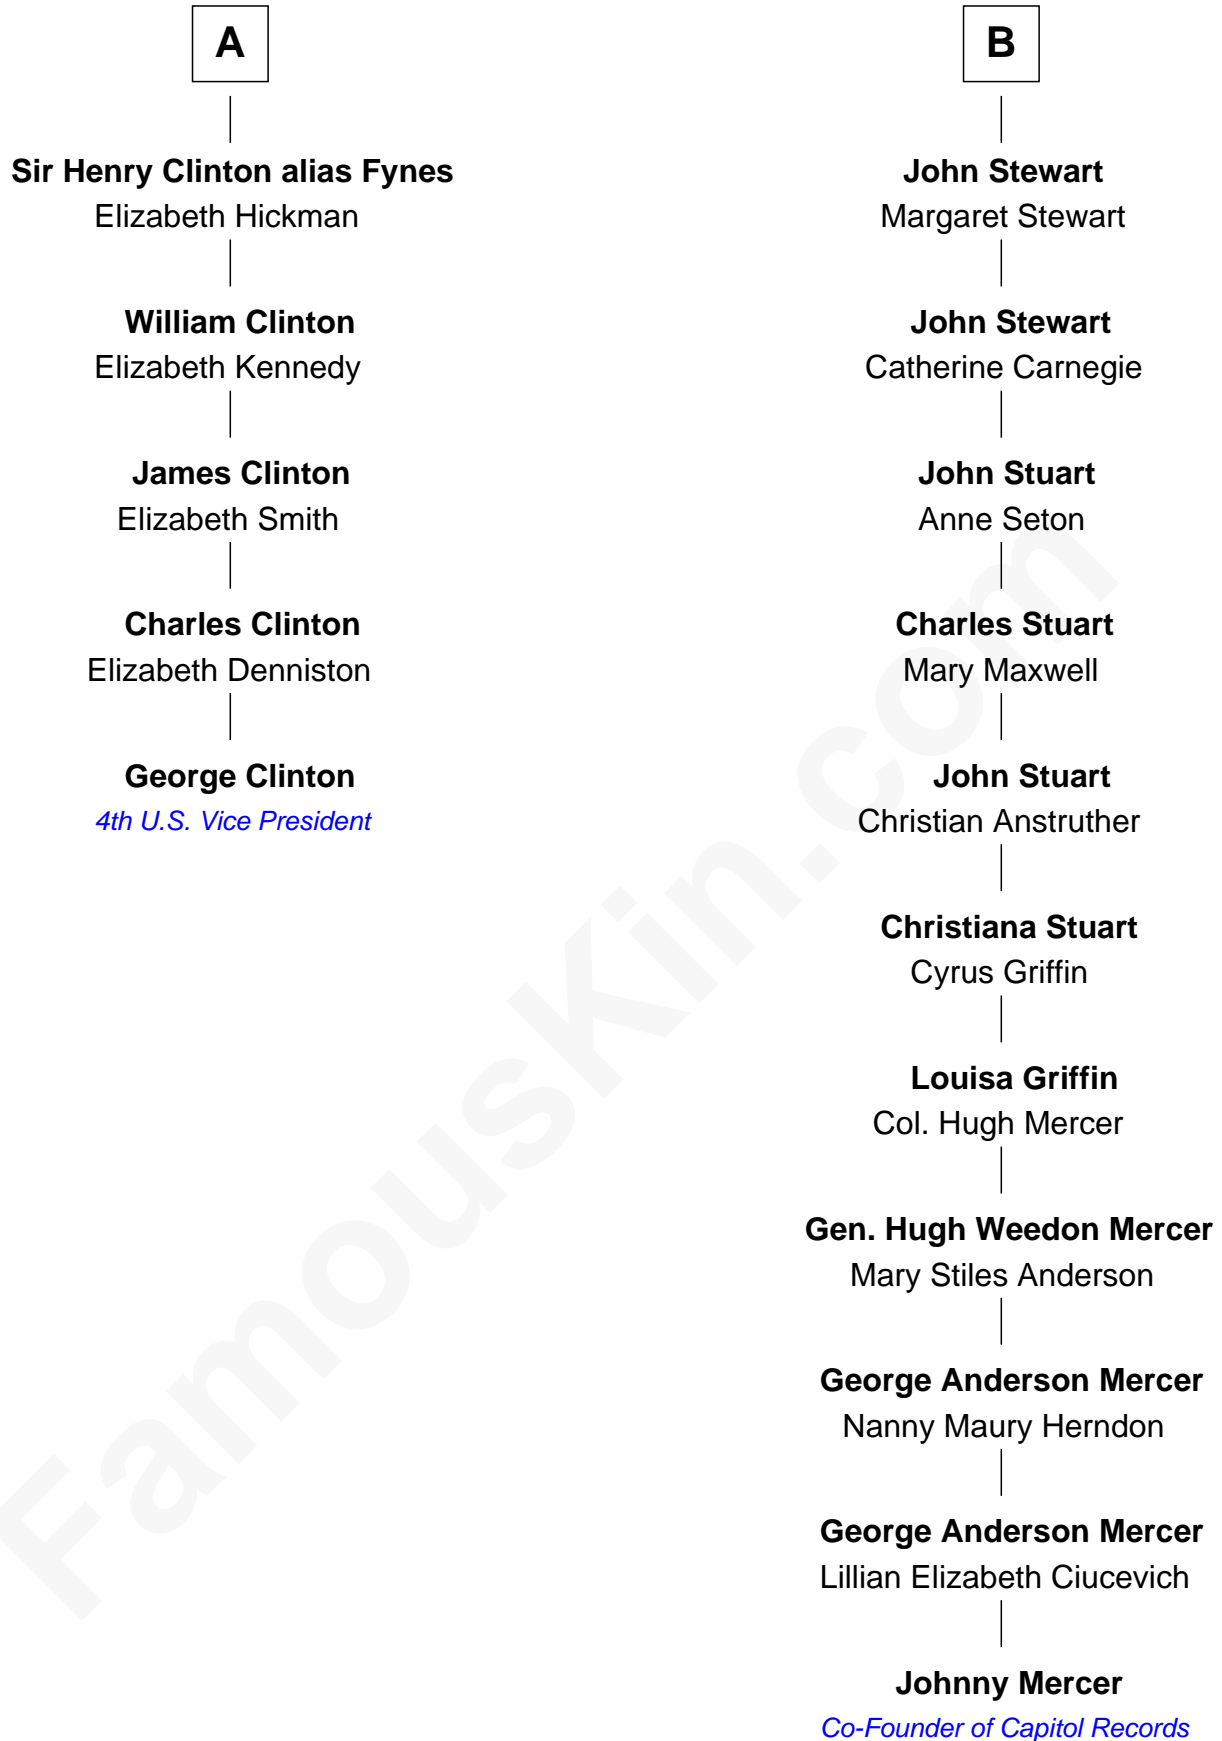 A
Sir Henry Clinton alias Fynes
Elizabeth Hickman
William Clinton
Elizabeth Kennedy
James Clinton
Elizabeth Smith
Charles Clinton
Elizabeth Denniston
George Clinton
4th U.S. Vice President
B
John Stewart
Margaret Stewart
John Stewart
Catherine Carnegie
John Stuart
Anne Seton
Charles Stuart
Mary Maxwell
John Stuart
Christian Anstruther
Christiana Stuart
Cyrus Griffin
Louisa Griffin
Col. Hugh Mercer
Gen. Hugh Weedon Mercer
Mary Stiles Anderson
George Anderson Mercer
Nanny Maury Herndon
George Anderson Mercer
Lillian Elizabeth Ciucevich
Johnny Mercer
Co-Founder of Capitol Records
FamousKin.com